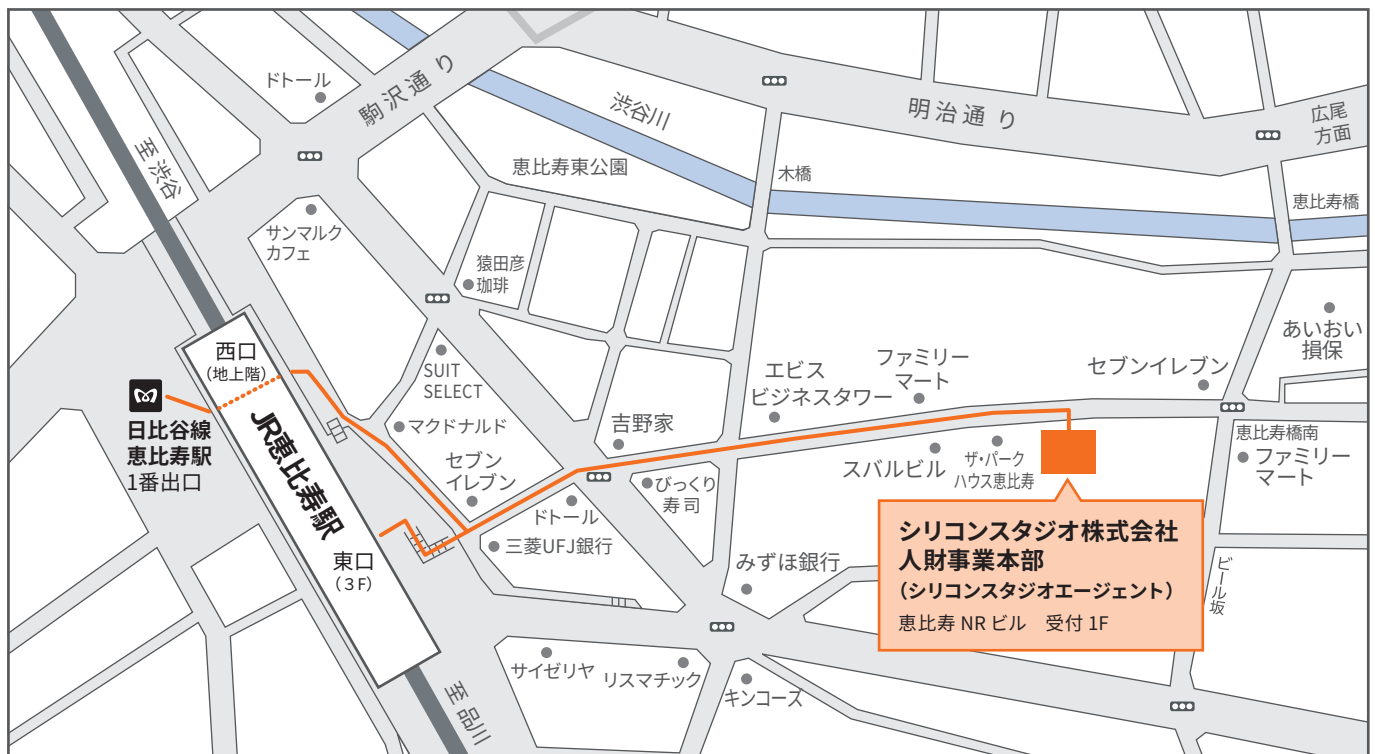 ドトール
駒沢通り
渋谷川
明治通り
広尾
方面
至渋谷
恵比寿東公園
木橋
恵比寿橋
サンマルク
カフェ
猿田彦
珈琲
あいおい
損保
西口
(地上階)
SUIT
SELECT
エビス
ビジネスタワー
ファミリー
マート
セブンイレブン
日比谷線
恵比寿駅
1番出口
JR恵比寿駅
マクドナルド
吉野家
セブン
イレブン
スバルビル
ザ・パーク
ハウス恵比寿
恵比寿橋南
ファミリー
マート
びっくり
寿司
ドトール
三菱UFJ銀行
東口
(3F)
みずほ銀行
シリコンスタジオ株式会社
人財事業本部
(シリコンスタジオエージェント)
恵比寿 NR ビル　受付 1F
ビール坂
サイゼリヤ
リスマチック
キンコーズ
至品川